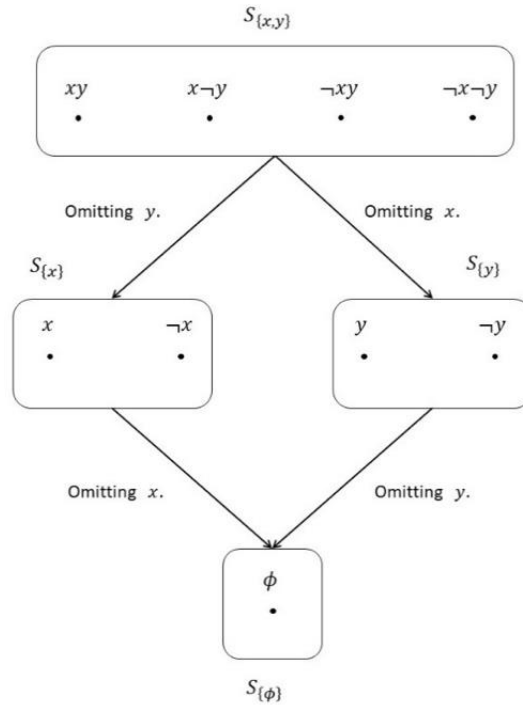 S_{x,y}
xy x¬y ¬xy ¬x¬y
Omitting y. Omitting x.
S_{x} S_{y}
x ¬x y ¬y
Omitting x. Omitting y.
ϕ
S_{ϕ}